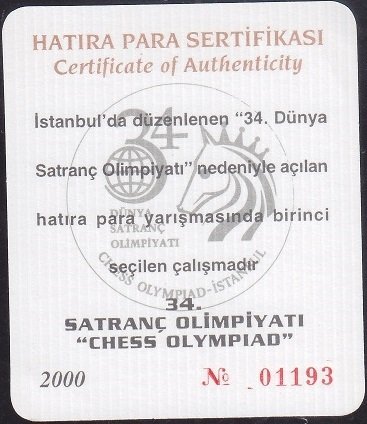 HATIRA PARA SERTİFİKASI
Certificate of Authenticity
34
DÜNYA
SATRANÇ
OLİMPİYATI
CHESS OLYMPIAD-İSTANBUL
İstanbul'da düzenlenen “34. Dünya
Satranç Olimpiyatı” nedeniyle açılan
hatıra para yarışmasında birinci
seçilen çalışmadır
34.
SATRANÇ OLİMPİYATI
“CHESS OLYMPIAD”
2000 № 01193